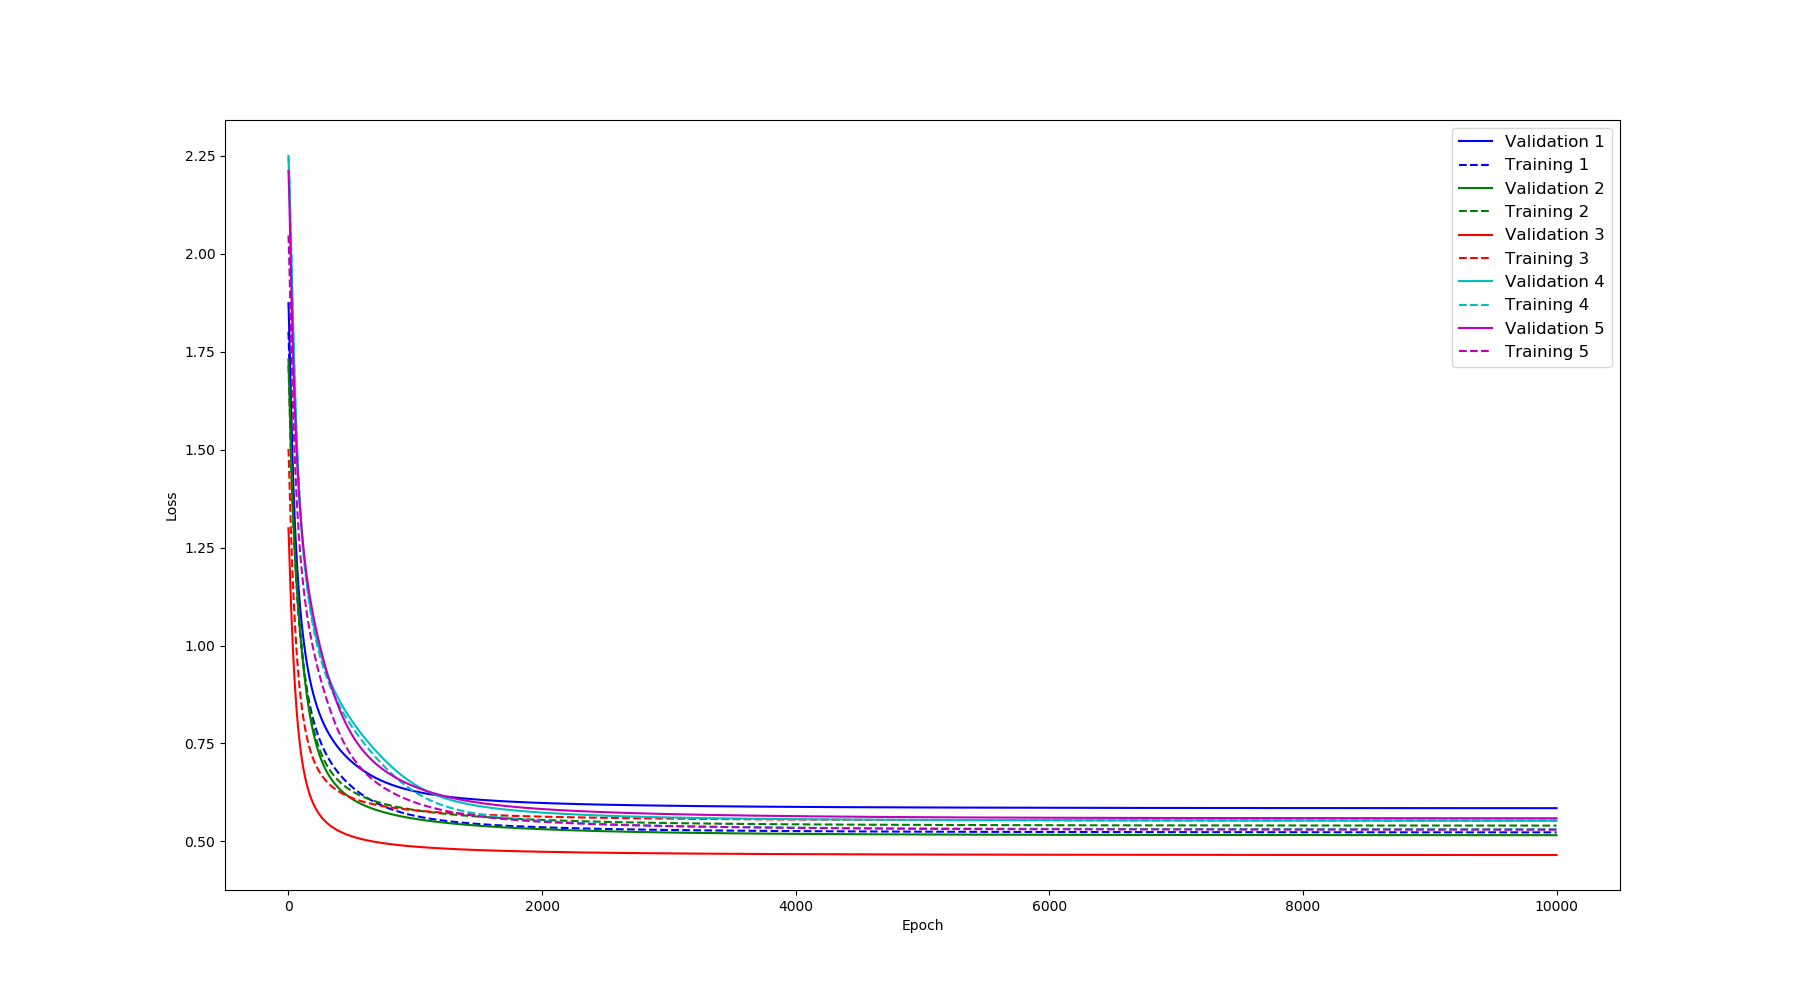 2.25
2.00
1.75
1.50
1.25
1.00
0.75
0.50
Loss
0 2000 4000 6000 8000 10000
Epoch
Validation 1
Training 1
Validation 2
Training 2
Validation 3
Training 3
Validation 4
Training 4
Validation 5
Training 5